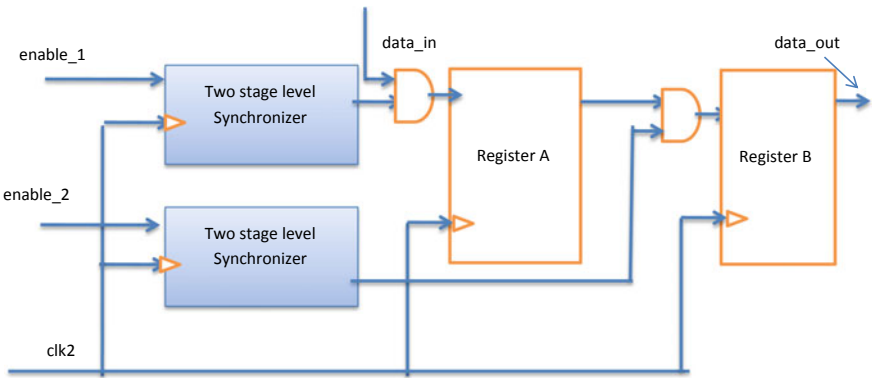 enable_1
data_in
data_out
Two stage level
Synchronizer
Register A
Register B
enable_2
Two stage level
Synchronizer
clk2